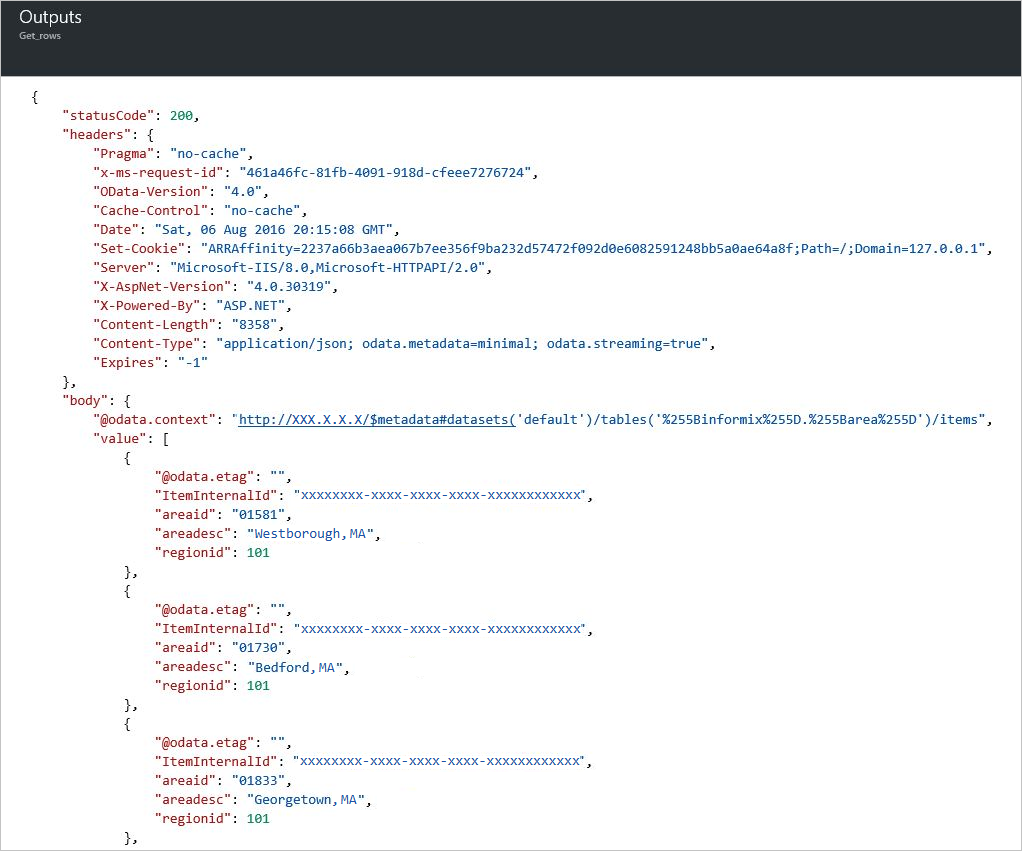 Outputs
Get_rows
{
"statusCode": 200,
"headers": {
"Pragma": "no-cache",
"x-ms-request-id": "461a46fc-81fb-4091-918d-cfeee7276724",
"OData-Version": "4.0",
"Cache-Control": "no-cache",
"Date": "Sat, 06 Aug 2016 20:15:08 GMT",
"Set-Cookie": "ARRAffinity=2237a66b3aea067b7ee356f9ba232d57472f092d0e6082591248bb5a0ae64a8f;Path=/;Domain=127.0.0.1",
"Server": "Microsoft-IIS/8.0,Microsoft-HTTPAPI/2.0",
"X-AspNet-Version": "4.0.30319",
"X-Powered-By": "ASP.NET",
"Content-Length": "8358",
"Content-Type": "application/json; odata.metadata=minimal; odata.streaming=true",
"Expires": "-1"
},
"body": {
"@odata.context": "http://XXX.X.X.X/$metadata#datasets('default')/tables('%255Binformix%255D.%255Barea%255D')/items",
"value": [
{
"@odata.etag": "",
"ItemInternalId": "xxxxxxxx-xxxx-xxxx-xxxx-xxxxxxxxxxxx",
"areaid": "01581",
"areadesc": "Westborough,MA",
"regionid": 101
},
{
"@odata.etag": "",
"ItemInternalId": "xxxxxxxx-xxxx-xxxx-xxxx-xxxxxxxxxxxx",
"areaid": "01730",
"areadesc": "Bedford,MA",
"regionid": 101
},
{
"@odata.etag": "",
"ItemInternalId": "xxxxxxxx-xxxx-xxxx-xxxx-xxxxxxxxxxxx",
"areaid": "01833",
"areadesc": "Georgetown,MA",
"regionid": 101
},